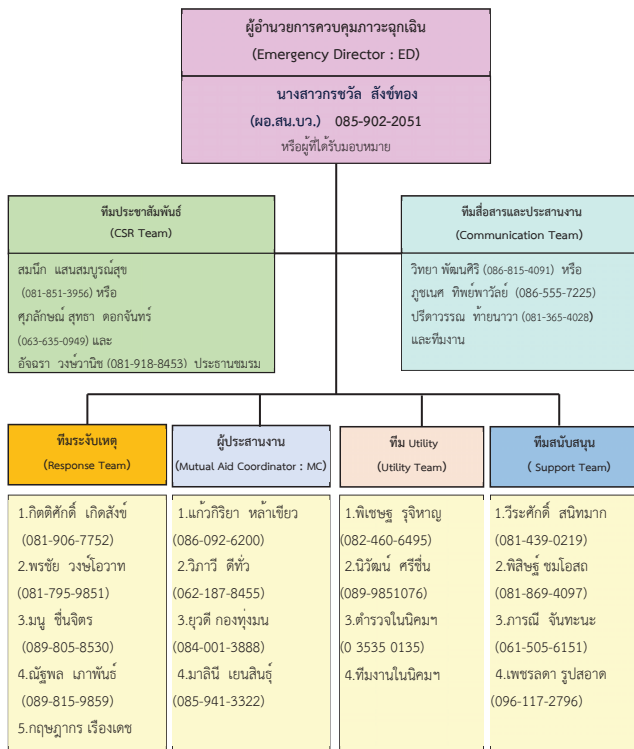 ผู้อำนวยการควบคุมภาวะฉุกเฉิน
(Emergency Director : ED)
นางสาวกรชวัล สังข์ทอง
(ผอ.สน.บว.) 085-902-2051
หรือผู้ที่ได้รับมอบหมาย
ทีมประชาสัมพันธ์
(CSR Team)
สมนึก แสนสมบูรณ์สุข
(081-851-3956) หรือ
ศุภลักษณ์ สุทธา ดอกจันทร์
(063-635-0949) และ
อัจฉรา วงษ์วานิช (081-918-8453) ประธานชมรม
ทีมสื่อสารและประสานงาน
(Communication Team)
วิทยา พัฒนศิริ (086-815-4091) หรือ
ภูชเนศ ทิพย์พาวัลย์ (086-555-7225)
ปรีดาวรรณ ท้ายนาวา (081-365-4028)
และทีมงาน
ทีมระงับเหตุ
(Response Team)
1.กิตติศักดิ์ เกิดสังข์
(081-906-7752)
2.พรชัย วงษ์โอวาท
(081-795-9851)
3.มนู ชื่นจิตร
(089-805-8530)
4.ณัฐพล เภาพันธ์
(089-815-9859)
5.กฤษฎากร เรืองเดช
ผู้ประสานงาน
(Mutual Aid Coordinator : MC)
1.แก้วกิริยา หล้าเขียว
(086-092-6200)
2.วิภาวี ดีทั่ว
(062-187-8455)
3.ยุวดี กองทุ่งมน
(084-001-3888)
4.มาลินี เยนสินธุ์
(085-941-3322)
ทีม Utility
(Utility Team)
1.พิเชษฐ รุจิหาญ
(082-460-6495)
2.นิวัฒน์ ศรีชื่น
(089-9851076)
3.ตำรวจในนิคมฯ
(0 3535 0135)
4.ทีมงานในนิคมฯ
ทีมสนับสนุน
( Support Team)
1.วีระศักดิ์ สนิทมาก
(081-439-0219)
2.พิสิษฐ์ ชมโอสถ
(081-869-4097)
3.ภารณี จันทะนะ
(061-505-6151)
4.เพชรลดา รูปสอาด
(096-117-2796)